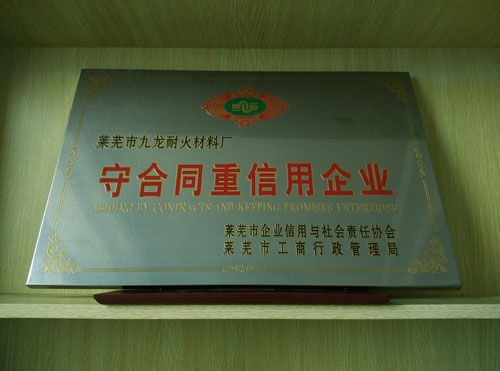 莱芜市九龙耐火材料厂
守合同重信用企业
ABIDING BY CONTRACTS AND KEEPING PROMISES ENTERPRISE
莱芜市企业信用与社会责任协会
莱芜市工商行政管理局